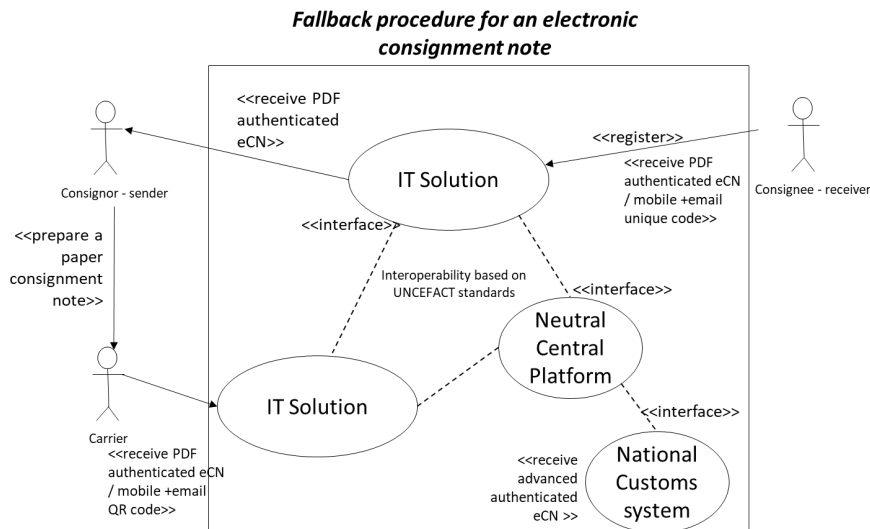 Fallback procedure for an electronic
consignment note
<<receive PDF
authenticated
eCN>>
<<register>>
<<receive PDF
authenticated eCN
/ mobile +email
unique code>>
IT Solution
Consignor - sender
Consignee - receiver
<<interface>>
<<prepare a
paper
consignment
note>>
Interoperability based on
UNCEFACT standards
<<interface>>
Neutral
Central
Platform
IT Solution
<<interface>>
Carrier
<<receive PDF
authenticated eCN
/ mobile +email
QR code>>
<<receive
advanced
authenticated
eCN >>
National
Customs
system